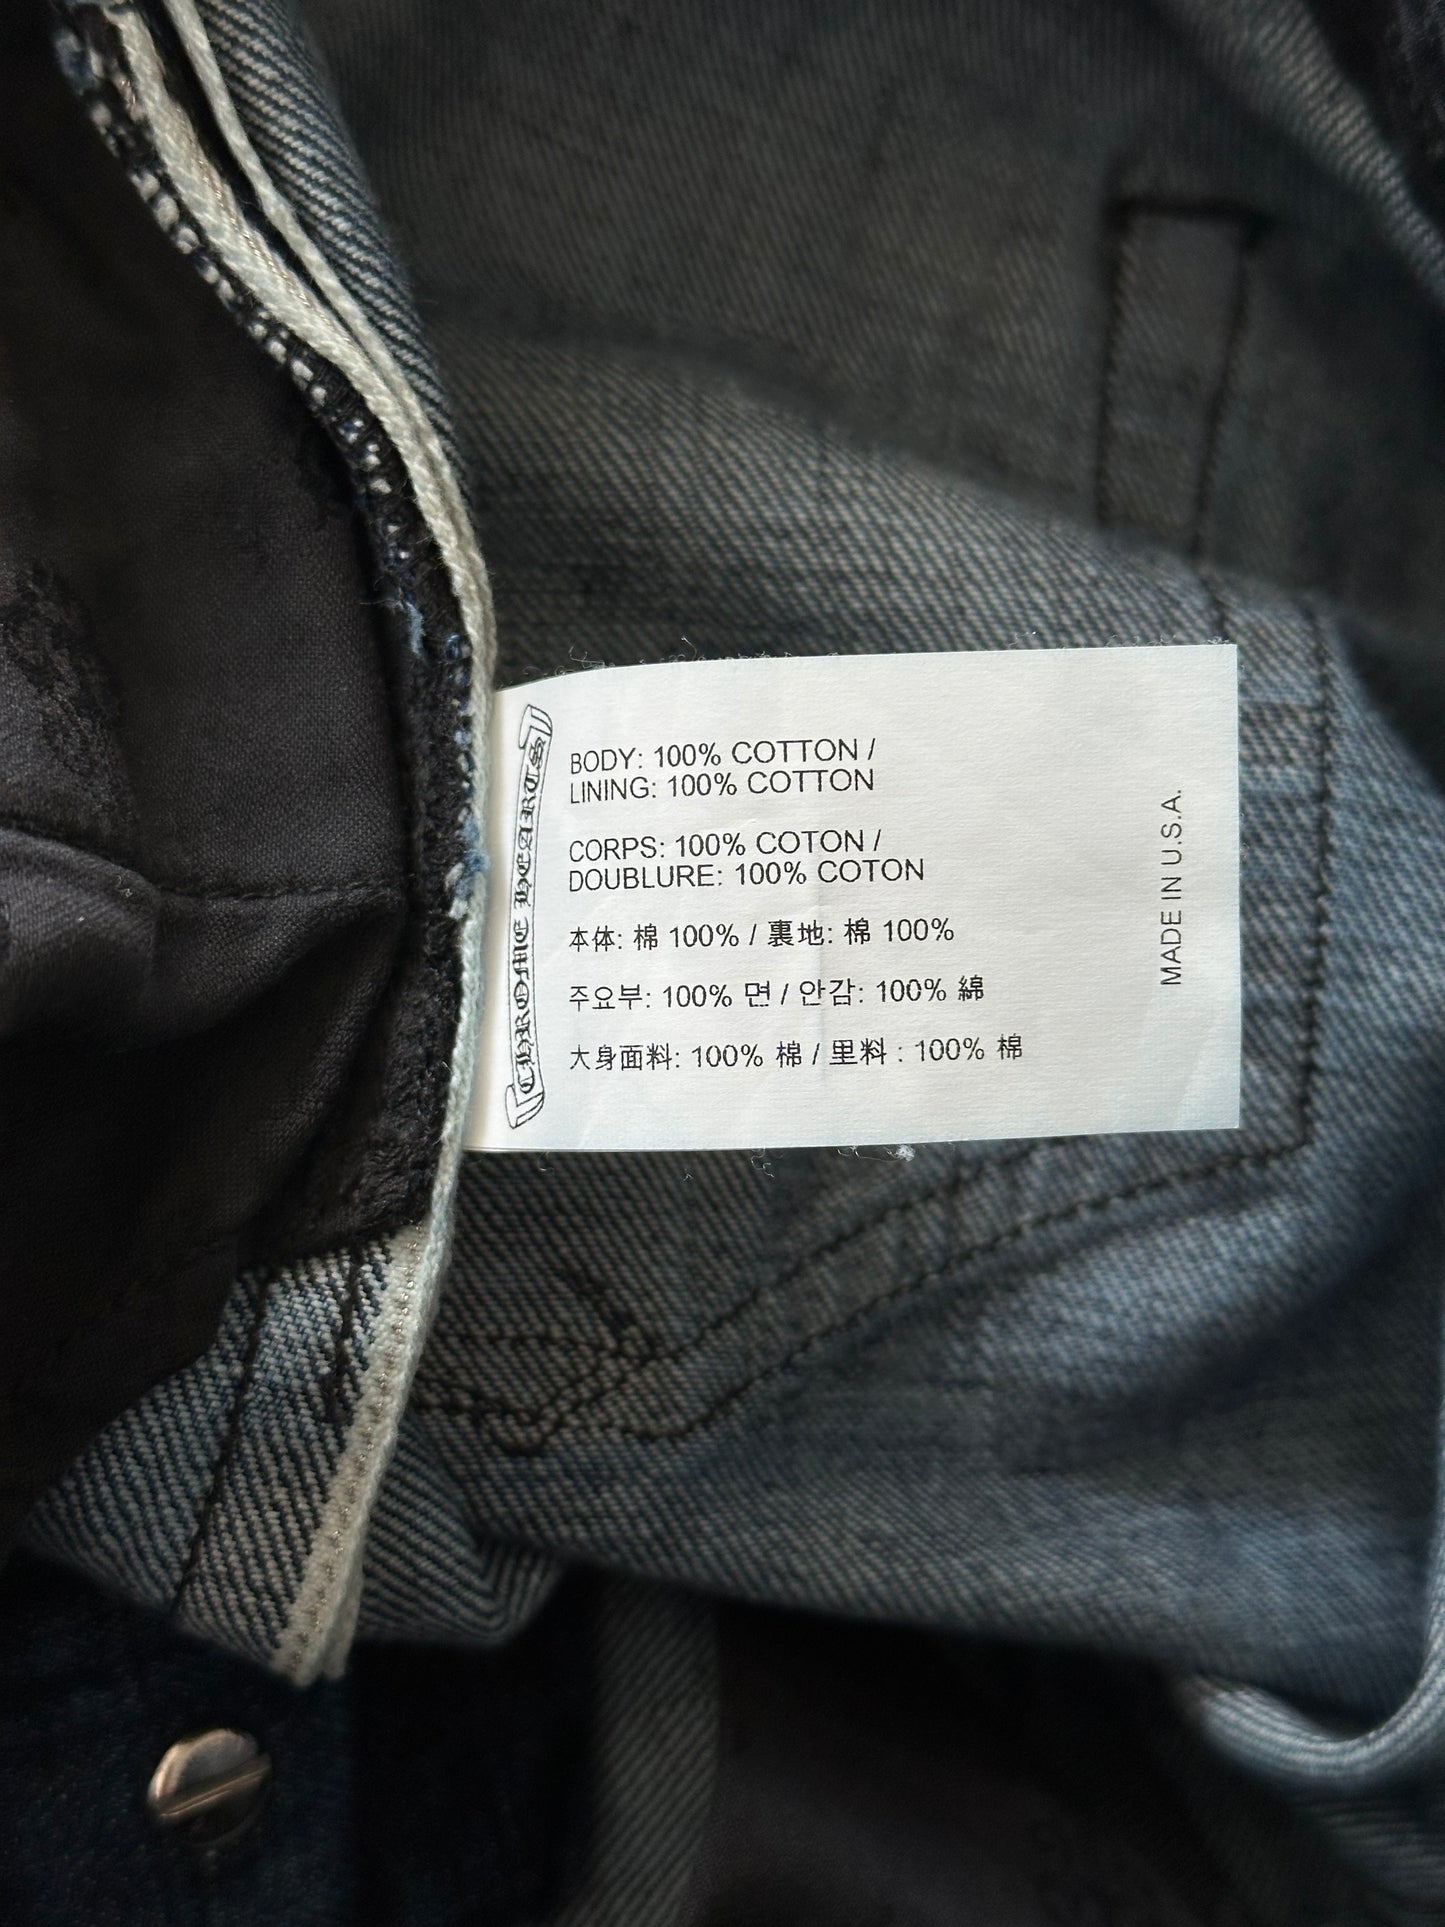 CHROME HEARTS
BODY: 100% COTTON /
LINING: 100% COTTON
CORPS: 100% COTON /
DOUBLURE: 100% COTON
本体: 棉 100% / 裏地: 棉 100%
주요부: 100% 면 / 안감: 100% 綿
大身面料: 100% 棉 / 里料 : 100% 棉
MADE IN U.S.A.